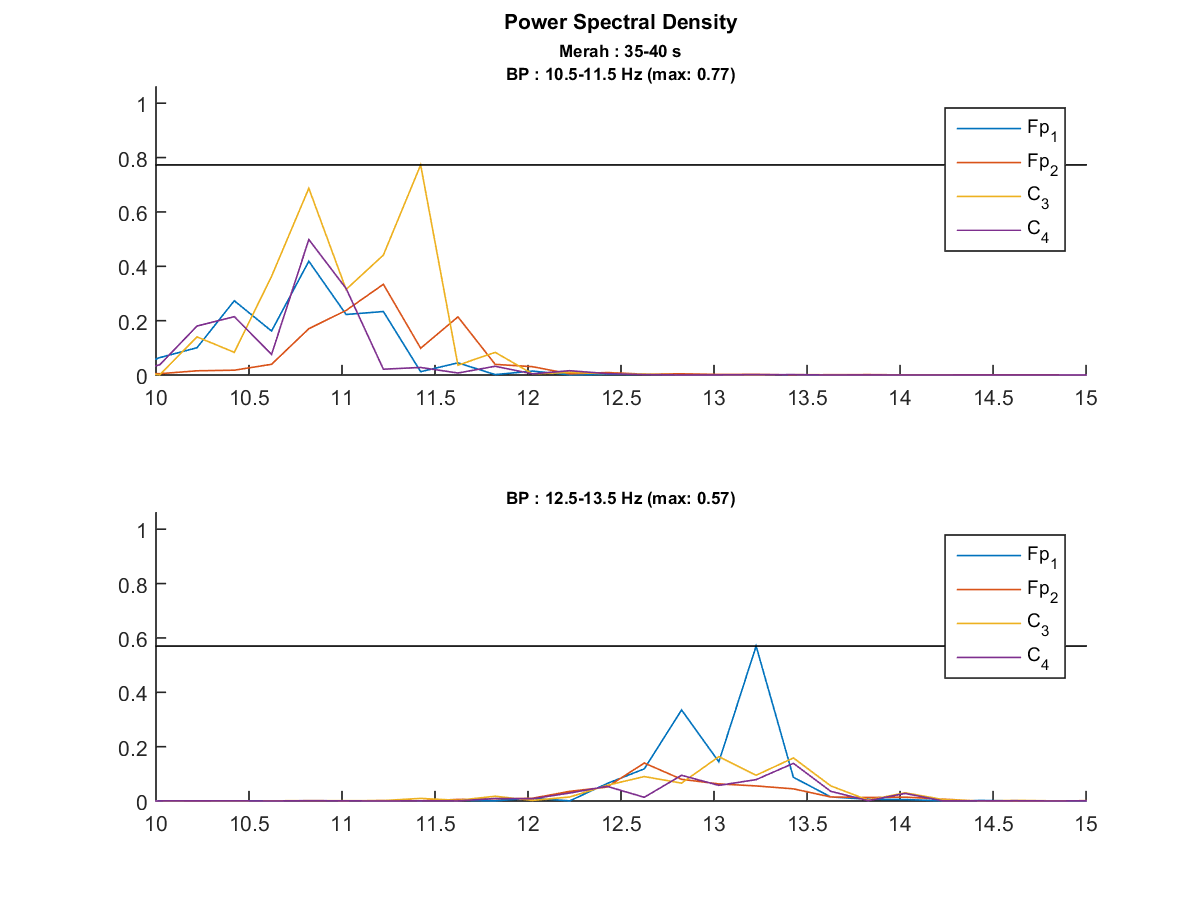 Power Spectral Density
Merah : 35-40 s
BP : 10.5-11.5 Hz (max: 0.77)
1
0.8
0.6
0.4
0.2
0
10 10.5 11 11.5 12 12.5 13 13.5 14 14.5 15
Fp1
Fp2
C3
C4
BP : 12.5-13.5 Hz (max: 0.57)
1
0.8
0.6
0.4
0.2
0
10 10.5 11 11.5 12 12.5 13 13.5 14 14.5 15
Fp1
Fp2
C3
C4